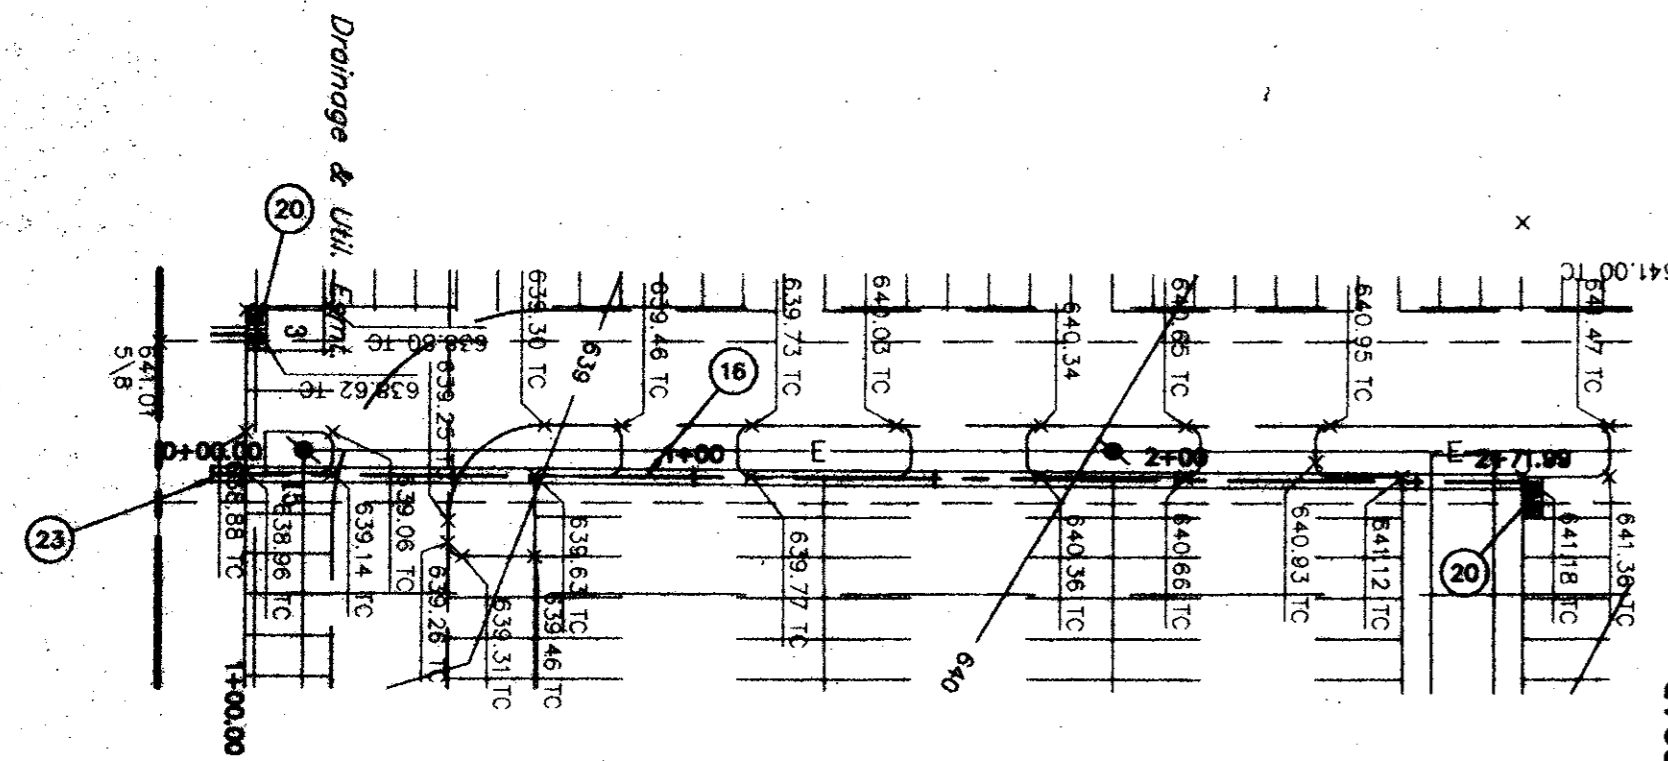 Drainage & Util. Esmnt.
20
641.00 TC
3
638.80 TC
638.62 TC
639.30 TC
639
639.46 TC
16
639.73 TC
640.03 TC
640.34
640.65 TC
640.95 TC
641.47 TC
641.01
5\8
0+00.00
639.25 TC
1+00
E
2+00
E
2+71.99
23
638.88 TC
15
638.96 TC
639.14 TC
639.06 TC
639.26 TC
639.31 TC
639.46 TC
639.63 TC
639.77 TC
640
640.36 TC
640.66 TC
640.93 TC
641.12 TC
20
641.18 TC
641.38 TC
1+00.00